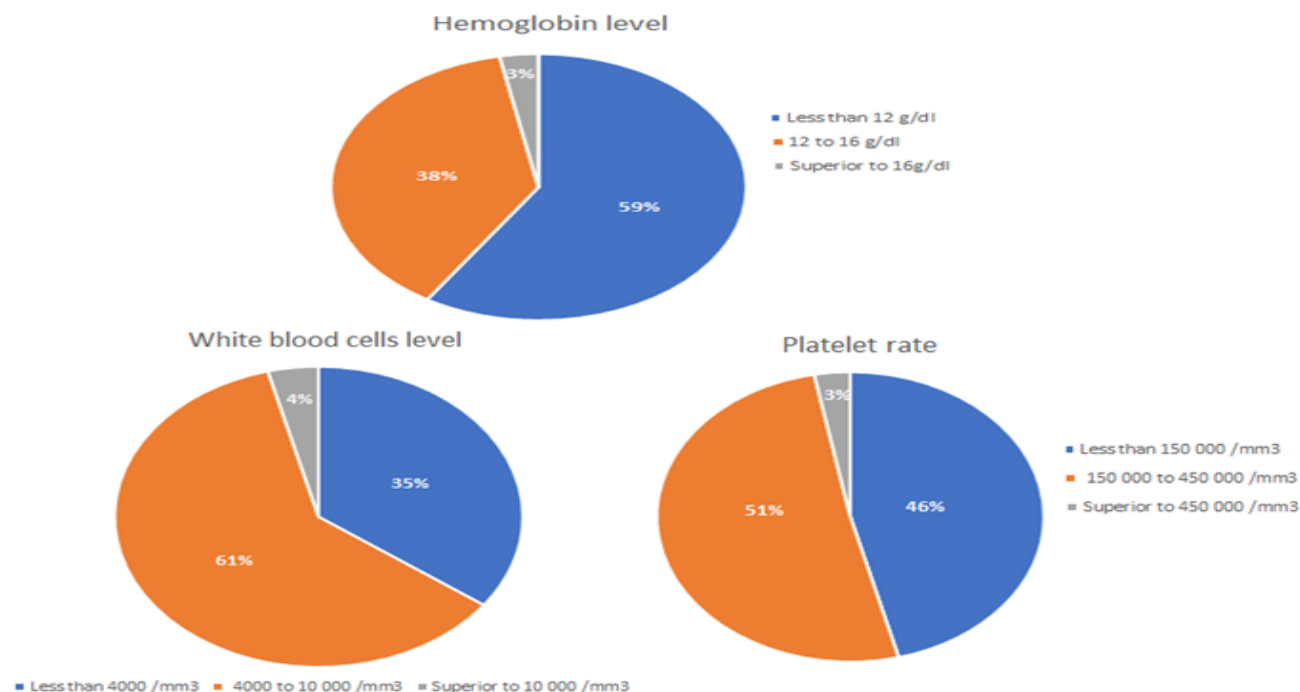 Hemoglobin level
3%
38%
59%
Less than 12 g/dl
12 to 16 g/dl
Superior to 16g/dl
White blood cells level
4%
35%
61%
Less than 4000 /mm3 4000 to 10 000 /mm3 Superior to 10 000 /mm3
Platelet rate
3%
51%
46%
Less than 150 000 /mm3
150 000 to 450 000 /mm3
Superior to 450 000 /mm3